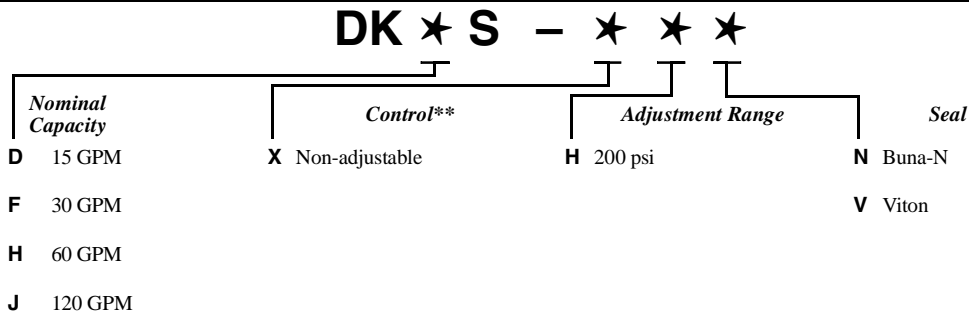 DK ★ S – ★ ★ ★
Nominal Capacity
Control**
Adjustment Range
Seal
D 15 GPM
X Non-adjustable
H 200 psi
N Buna-N
F 30 GPM
V Viton
H 60 GPM
J 120 GPM